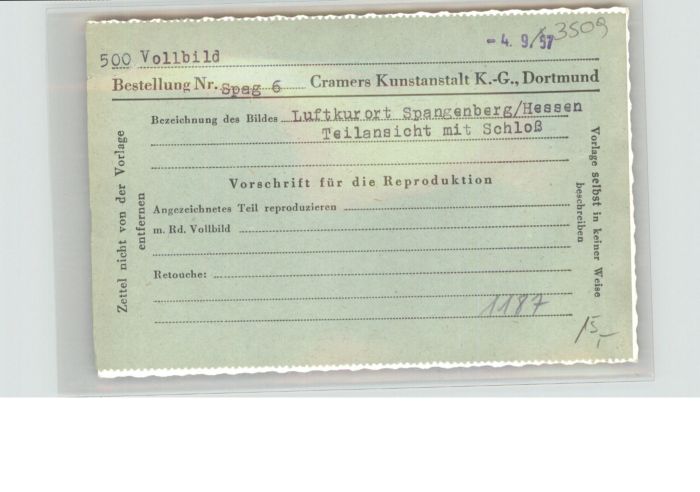 500 Vollbild
- 4. 9. 57
3509
Bestellung Nr. Spag 6 Cramers Kunstanstalt K.-G., Dortmund
Bezeichnung des Bildes Luftkurort Spangenberg/Hessen
Teilansicht mit Schloß
Vorschrift für die Reproduktion
Angezeichnetes Teil reproduzieren
m. Rd. Vollbild
Retouche:
1187
15,-
Zettel nicht von der Vorlage
entfernen
Vorlage selbst in keiner Weise
beschreiben